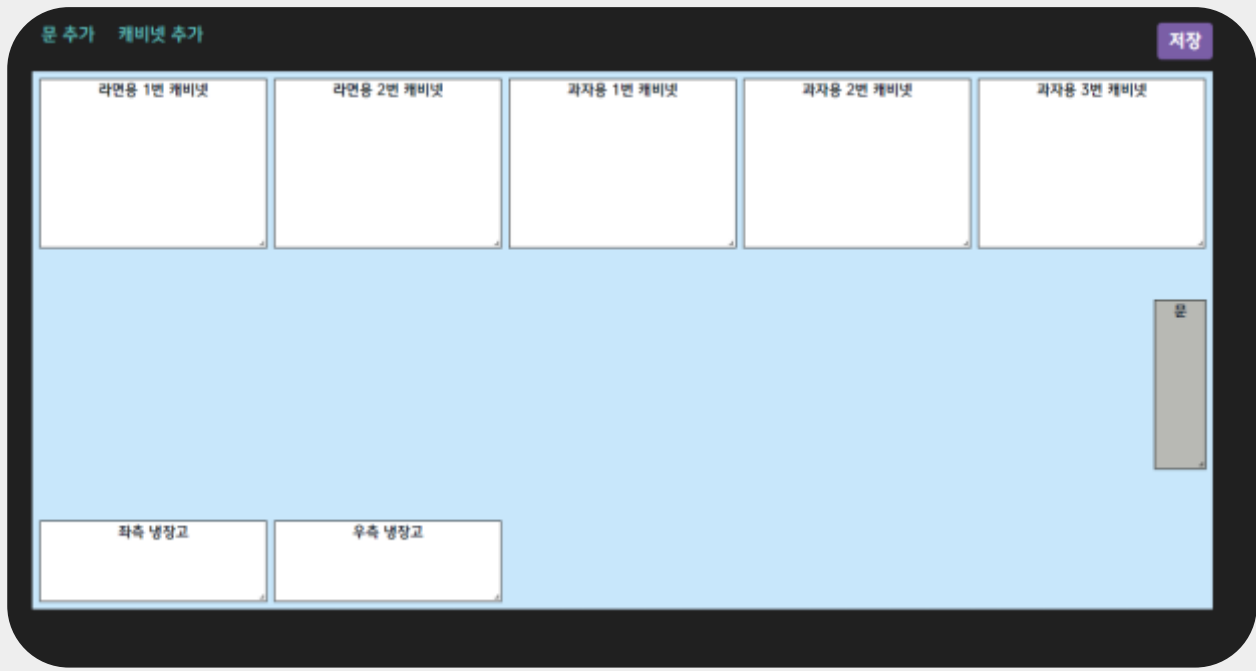 문 추가 캐비넷 추가 저장
라면용 1번 캐비넷 라면용 2번 캐비넷 과자용 1번 캐비넷 과자용 2번 캐비넷 과자용 3번 캐비넷
문
좌측 냉장고 우측 냉장고